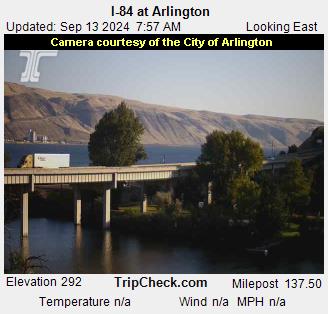 I-84 at Arlington
Updated: Sep 13 2024 7:57 AM Looking East
Camera courtesy of the City of Arlington
Elevation 292 TripCheck.com Milepost 137.50
Temperature n/a Wind n/a MPH n/a